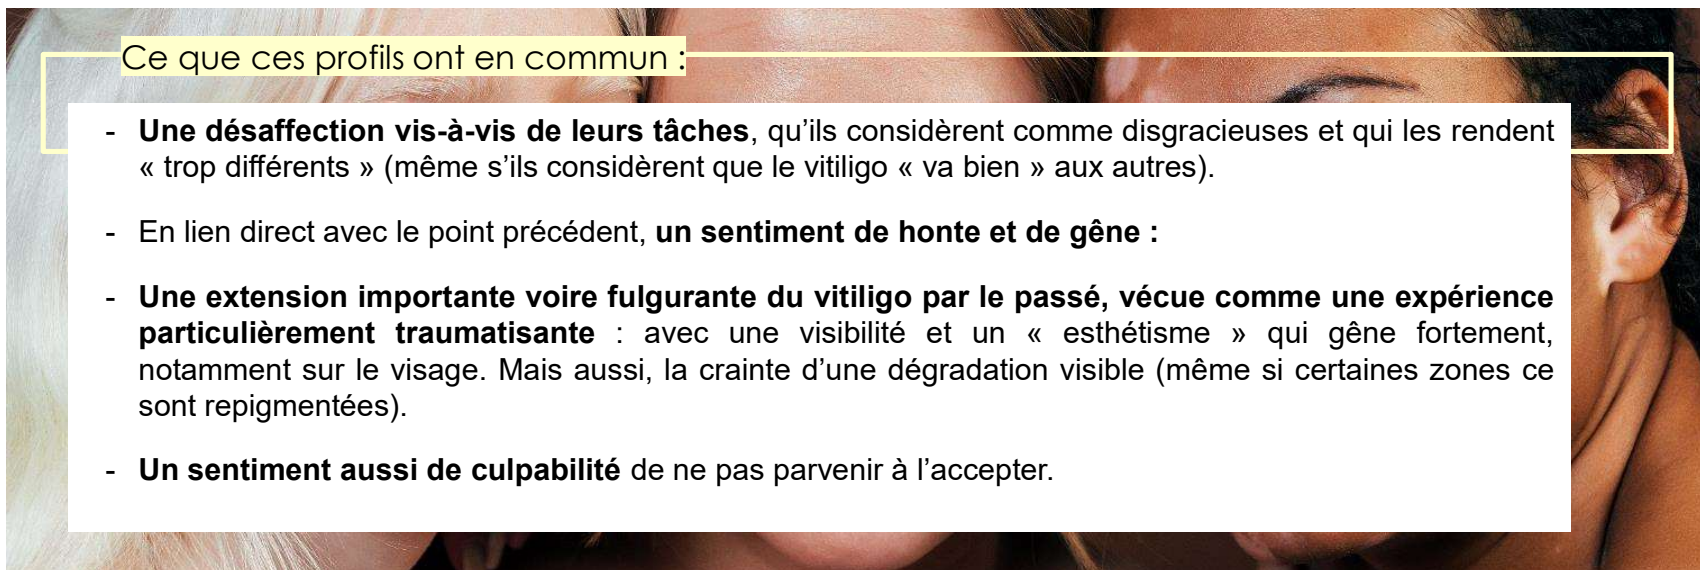 Ce que ces profils ont en commun :
- Une désaffection vis-à-vis de leurs tâches, qu’ils considèrent comme disgracieuses et qui les rendent
« trop différents » (même s’ils considèrent que le vitiligo « va bien » aux autres).
- En lien direct avec le point précédent, un sentiment de honte et de gêne :
- Une extension importante voire fulgurante du vitiligo par le passé, vécue comme une expérience
particulièrement traumatisante : avec une visibilité et un « esthétisme » qui gêne fortement,
notamment sur le visage. Mais aussi, la crainte d’une dégradation visible (même si certaines zones ce
sont repigmentées).
- Un sentiment aussi de culpabilité de ne pas parvenir à l’accepter.